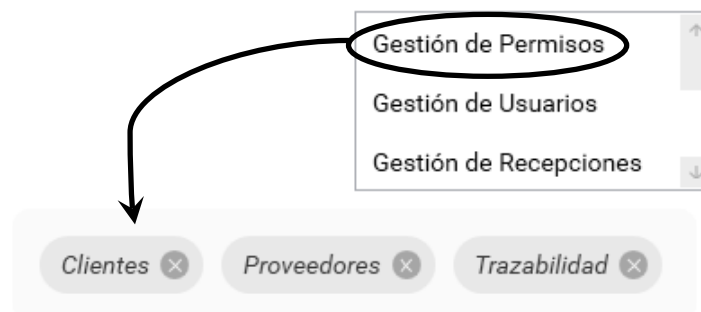 Gestión de Permisos
Gestión de Usuarios
Gestión de Recepciones
Clientes Proveedores Trazabilidad